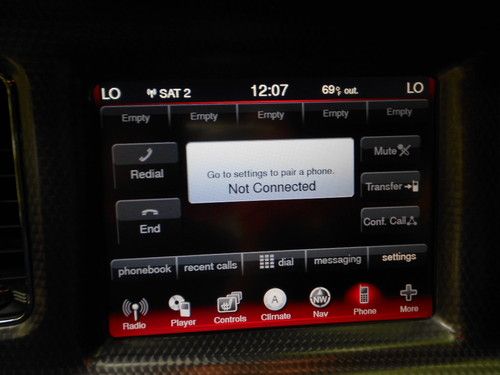 LO SAT 2 12:07 69°F out. LO
Empty Empty Empty Empty Empty
Redial
Go to settings to pair a phone.
Not Connected
Mute
Transfer
End
Conf. Call
phonebook recent calls dial messaging settings
A NW
Radio Player Controls Climate Nav Phone More